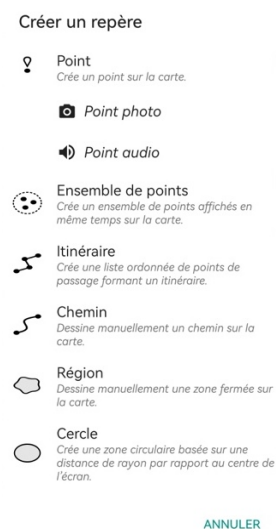 Créer un repère
Point
Crée un point sur la carte.
Point photo
Point audio
Ensemble de points
Crée un ensemble de points affichés en
même temps sur la carte.
Itinéraire
Crée une liste ordonnée de points de
passage formant un itinéraire.
Chemin
Dessine manuellement un chemin sur la
carte.
Région
Dessine manuellement une zone fermée sur
la carte.
Cercle
Crée une zone circulaire basée sur une
distance de rayon par rapport au centre de
l'écran.
ANNULER